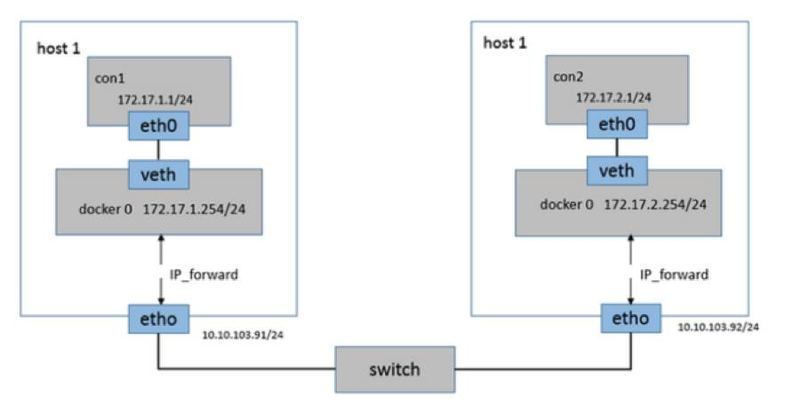 host 1
con1
172.17.1.1/24
eth0
veth
docker 0 172.17.1.254/24
IP_forward
etho
10.10.103.91/24
host 1
con2
172.17.2.1/24
eth0
veth
docker 0 172.17.2.254/24
IP_forward
etho
10.10.103.92/24
switch